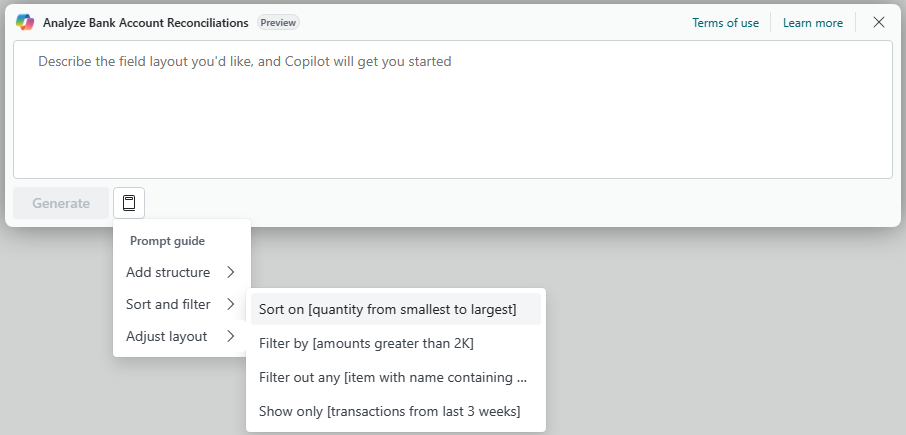 Analyze Bank Account Reconciliations Preview Terms of use Learn more
Describe the field layout you'd like, and Copilot will get you started
Generate
Prompt guide
Add structure
Sort and filter
Adjust layout
Sort on [quantity from smallest to largest]
Filter by [amounts greater than 2K]
Filter out any [item with name containing ...
Show only [transactions from last 3 weeks]